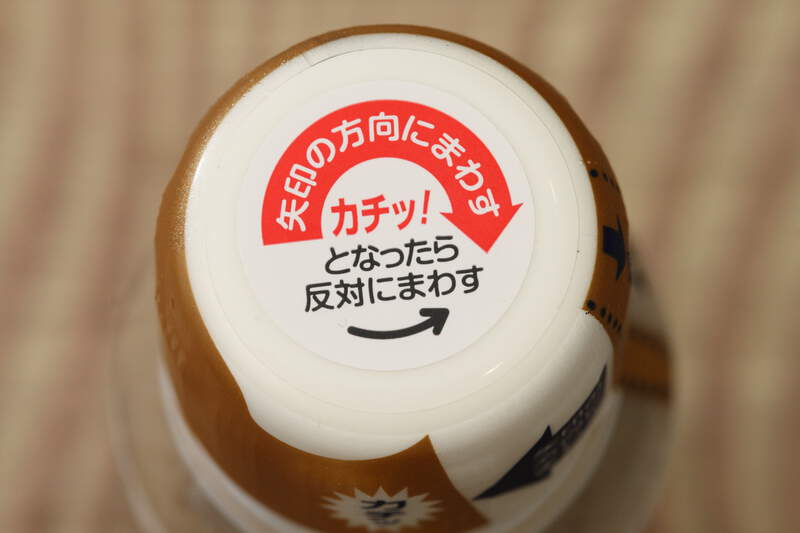 矢印の方向にまわす
カチッ!
となったら
反対にまわす